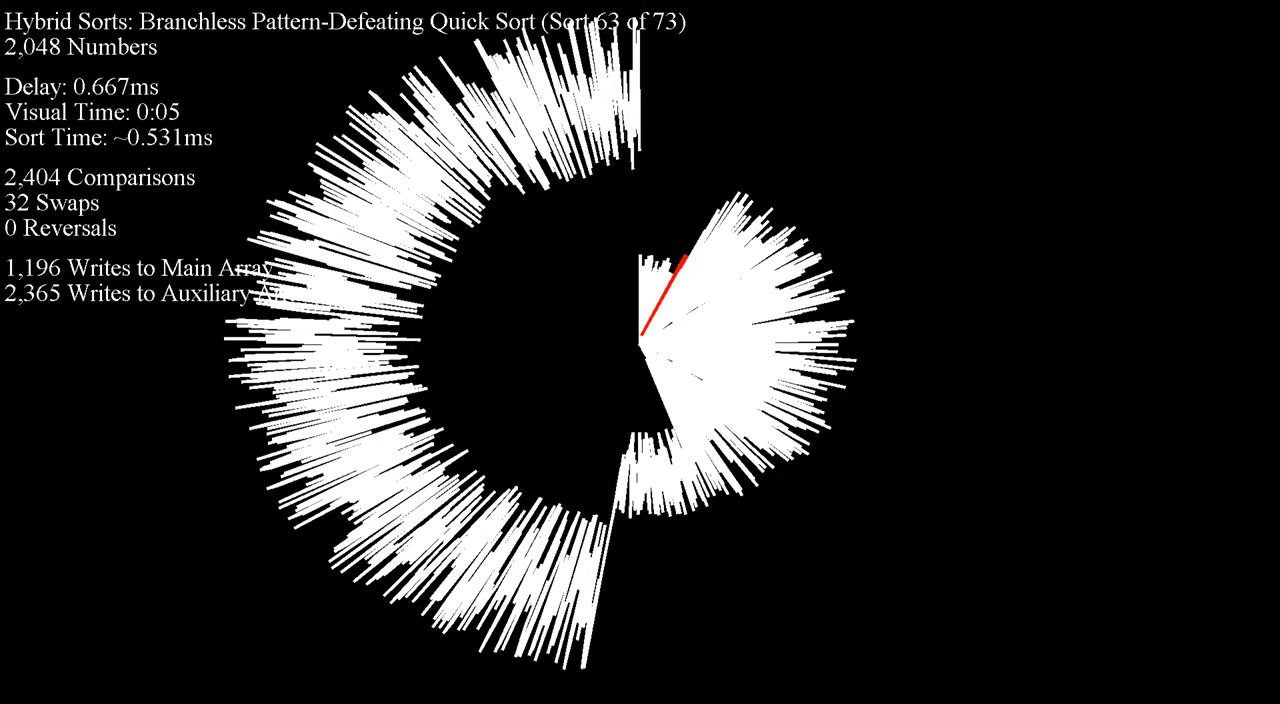 Hybrid Sorts: Branchless Pattern-Defeating Quick Sort (Sort 63 of 73)
2,048 Numbers
Delay: 0.667ms
Visual Time: 0:05
Sort Time: ~0.531ms
2,404 Comparisons
32 Swaps
0 Reversals
1,196 Writes to Main Array
2,365 Writes to Auxiliary